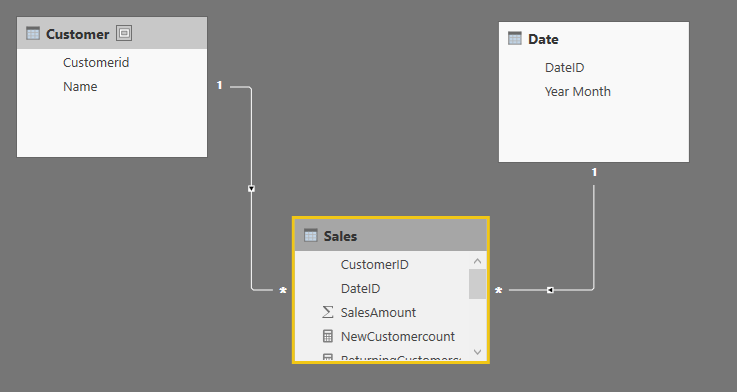 Customer
Customerid
Name
1
Date
DateID
Year Month
1
Sales
CustomerID
DateID
SalesAmount
NewCustomercount
*
*